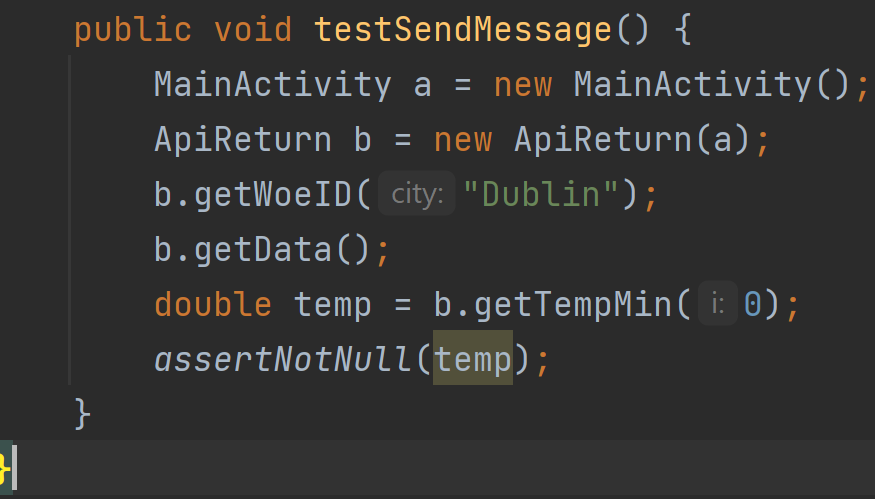 public void testSendMessage() {
MainActivity a = new MainActivity();
ApiReturn b = new ApiReturn(a);
b.getWoeID( city: "Dublin");
b.getData();
double temp = b.getTempMin( i: 0);
assertNotNull(temp);
}
}